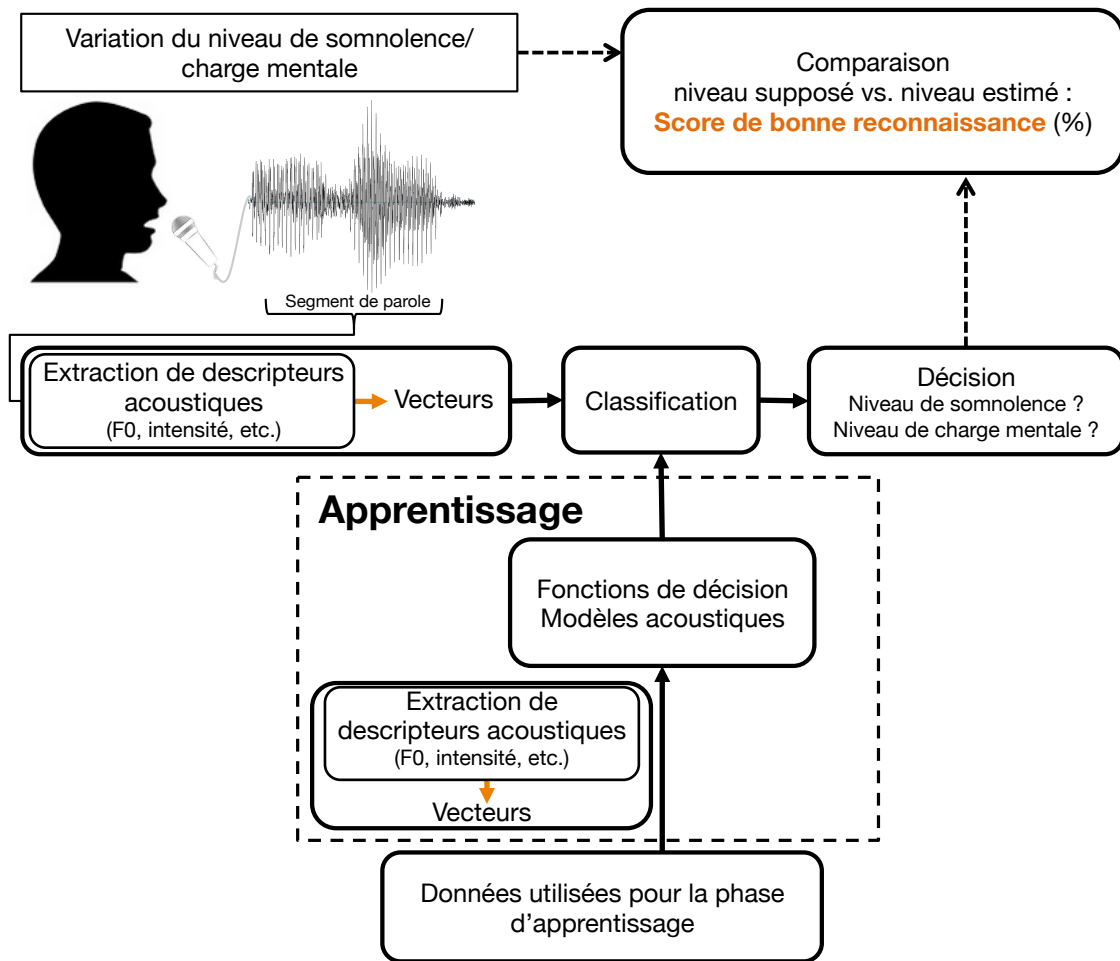 Variation du niveau de somnolence/
charge mentale
Comparaison
niveau supposé vs. niveau estimé :
Score de bonne reconnaissance (%)
Segment de parole
Extraction de descripteurs
acoustiques
(F0, intensité, etc.)
Vecteurs
Classification
Décision
Niveau de somnolence ?
Niveau de charge mentale ?
Apprentissage
Fonctions de décision
Modèles acoustiques
Extraction de
descripteurs acoustiques
(F0, intensité, etc.)
Vecteurs
Données utilisées pour la phase
d'apprentissage